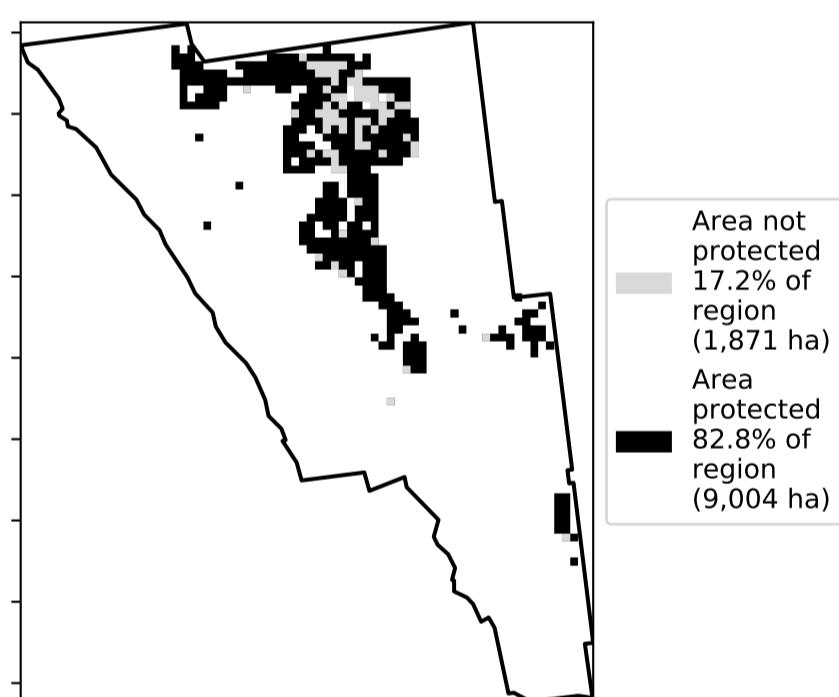 Area not
protected
17.2% of
region
(1,871 ha)
Area
protected
82.8% of
region
(9,004 ha)